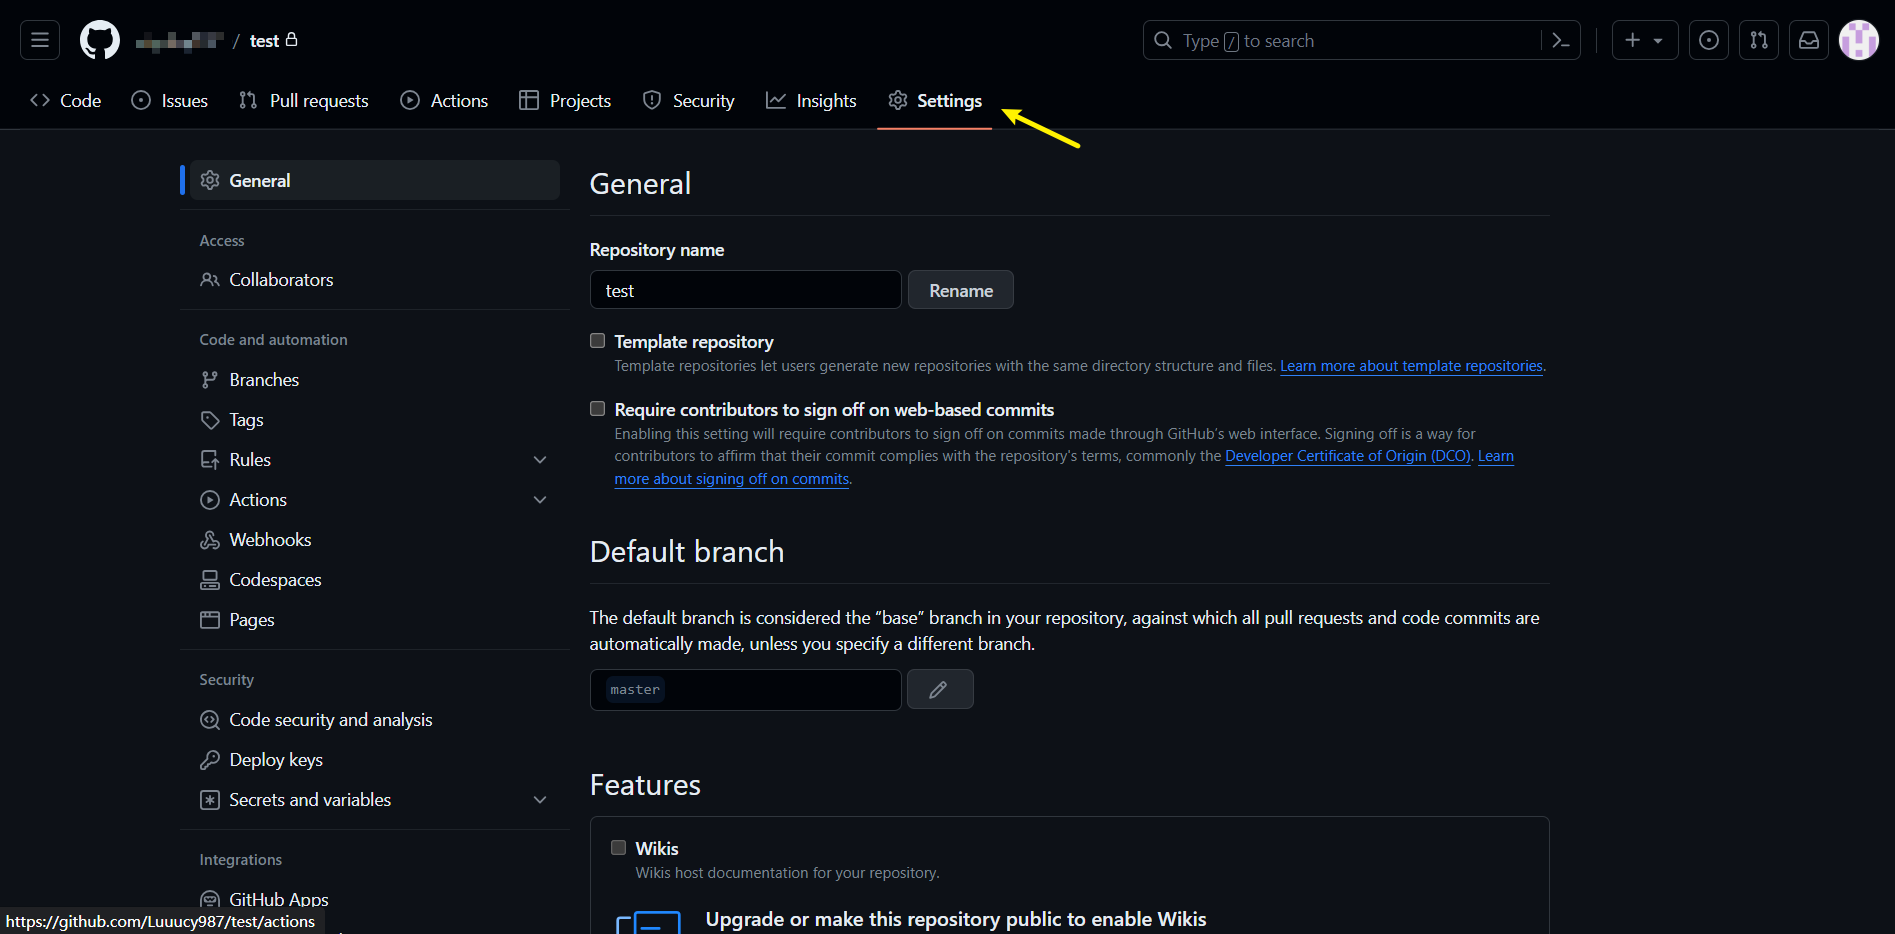 / test
Type / to search
Code Issues Pull requests Actions Projects Security Insights Settings
General
Access
Collaborators
Code and automation
Branches
Tags
Rules
Actions
Webhooks
Codespaces
Pages
Security
Code security and analysis
Deploy keys
Secrets and variables
Integrations
GitHub Apps
https://github.com/Luuucy987/test/actions
General
Repository name
test Rename
Template repository
Template repositories let users generate new repositories with the same directory structure and files. Learn more about template repositories.
Require contributors to sign off on web-based commits
Enabling this setting will require contributors to sign off on commits made through GitHub's web interface. Signing off is a way for
contributors to affirm that their commit complies with the repository's terms, commonly the Developer Certificate of Origin (DCO). Learn
more about signing off on commits.
Default branch
The default branch is considered the “base” branch in your repository, against which all pull requests and code commits are
automatically made, unless you specify a different branch.
master
Features
Wikis
Wikis host documentation for your repository.
Upgrade or make this repository public to enable Wikis